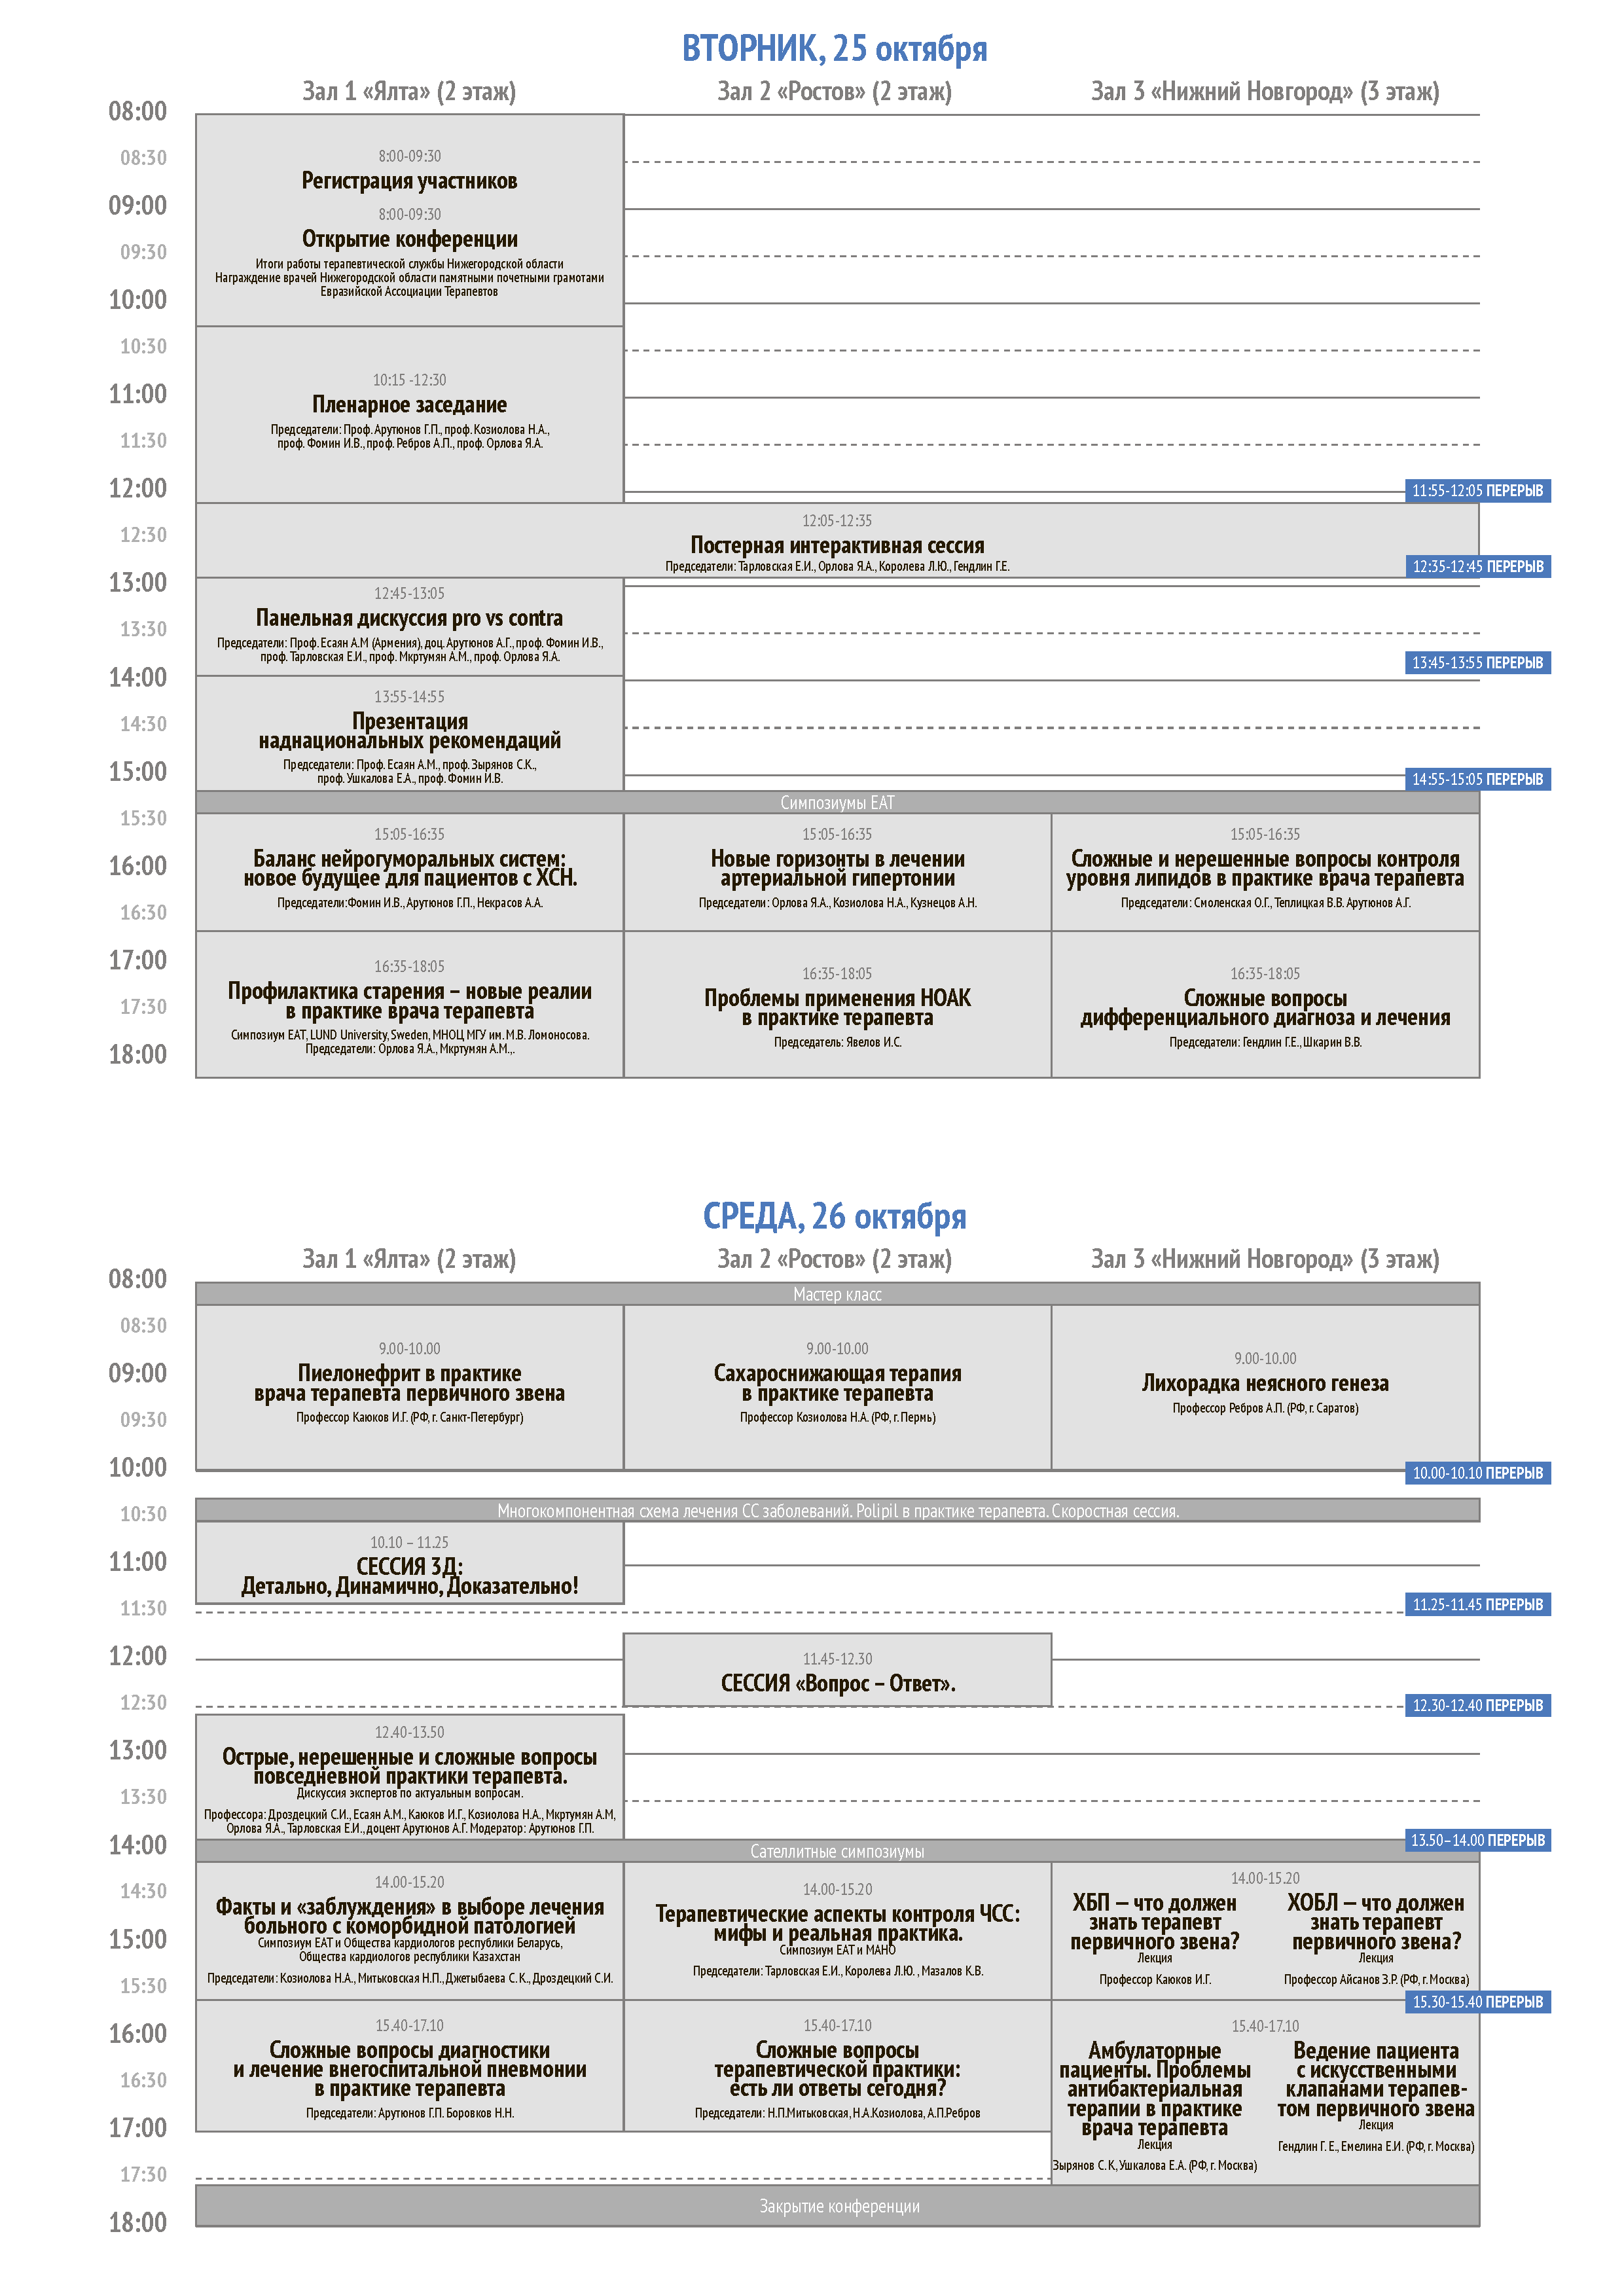 ВТОРНИК, 25 октября
Зал 1 «Ялта» (2 этаж)
Зал 2 «Ростов» (2 этаж)
Зал 3 «Нижний Новгород» (3 этаж)
08:00
08:30
09:00
09:30
10:00
10:30
11:00
11:30
12:00
12:30
13:00
13:30
14:00
14:30
15:00
15:30
16:00
16:30
17:00
17:30
18:00
8:00-09:30
Регистрация участников
8:00-09:30
Открытие конференции
Итоги работы терапевтической службы Нижегородской области
Награждение врачей Нижегородской области памятными почетными грамотами
Евразийской Ассоциации Терапевтов
10:15 -12:30
Пленарное заседание
Председатели: Проф. Арутюнов Г.П., проф. Козиолова Н.А.,
проф. Фомин И.В., проф. Ребров А.П., проф. Орлова Я.А.
11:55-12:05 ПЕРЕРЫВ
12:05-12:35
Постерная интерактивная сессия
Председатели: Тарловская Е.И., Орлова Я.А., Королева Л.Ю., Гендлин Г.Е.
12:35-12:45 ПЕРЕРЫВ
12:45-13:05
Панельная дискуссия pro vs contra
Председатели: Проф. Есаян А.М (Армения), доц. Арутюнов А.Г., проф. Фомин И.В.,
проф. Тарловская Е.И., проф. Мкртумян А.М., проф. Орлова Я.А.
13:45-13:55 ПЕРЕРЫВ
13:55-14:55
Презентация
наднациональных рекомендаций
Председатели: Проф. Есаян А.М., проф. Зырянов С.К.,
проф. Ушкалова Е.А., проф. Фомин И.В.
14:55-15:05 ПЕРЕРЫВ
Симпозиумы ЕАТ
15:05-16:35
Баланс нейрогуморальных систем:
новое будущее для пациентов с ХСН.
Председатели:Фомин И.В., Арутюнов Г.П., Некрасов А.А.
15:05-16:35
Новые горизонты в лечении
артериальной гипертонии
Председатели: Орлова Я.А., Козиолова Н.А., Кузнецов А.Н.
15:05-16:35
Сложные и нерешенные вопросы контроля
уровня липидов в практике врача терапевта
Председатели: Смоленская О.Г., Теплицкая В.В. Арутюнов А.Г.
16:35-18:05
Профилактика старения – новые реалии
в практике врача терапевта
Симпозиум ЕАТ, LUND University, Sweden, МНОЦ МГУ им. М.В. Ломоносова.
Председатели: Орлова Я.А., Мкртумян А.М.,.
16:35-18:05
Проблемы применения НОАК
в практике терапевта
Председатель: Явелов И.С.
16:35-18:05
Сложные вопросы
дифференциального диагноза и лечения
Председатели: Гендлин Г.Е., Шкарин В.В.
СРЕДА, 26 октября
Зал 1 «Ялта» (2 этаж)
Зал 2 «Ростов» (2 этаж)
Зал 3 «Нижний Новгород» (3 этаж)
08:00
08:30
09:00
09:30
10:00
10:30
11:00
11:30
12:00
12:30
13:00
13:30
14:00
14:30
15:00
15:30
16:00
16:30
17:00
17:30
18:00
Мастер класс
9.00-10.00
Пиелонефрит в практике
врача терапевта первичного звена
Профессор Каюков И.Г. (РФ, г. Санкт-Петербург)
9.00-10.00
Сахароснижающая терапия
в практике терапевта
Профессор Козиолова Н.А. (РФ, г. Пермь)
9.00-10.00
Лихорадка неясного генеза
Профессор Ребров А.П. (РФ, г. Саратов)
10.00-10.10 ПЕРЕРЫВ
Многокомпонентная схема лечения СС заболеваний. Polipil в практике терапевта. Скоростная сессия.
10.10 – 11.25
СЕССИЯ 3Д:
Детально, Динамично, Доказательно!
11.25-11.45 ПЕРЕРЫВ
11.45-12.30
СЕССИЯ «Вопрос – Ответ».
12.30-12.40 ПЕРЕРЫВ
12.40-13.50
Острые, нерешенные и сложные вопросы
повседневной практики терапевта.
Дискуссия экспертов по актуальным вопросам.
Профессора: Дроздецкий С.И., Есаян А.М., Каюков И.Г., Козиолова Н.А., Мкртумян А.М,
Орлова Я.А., Тарловская Е.И., доцент Арутюнов А.Г. Модератор: Арутюнов Г.П.
13.50–14.00 ПЕРЕРЫВ
Сателлитные симпозиумы
14.00-15.20
Факты и «заблуждения» в выборе лечения
больного с коморбидной патологией
Симпозиум ЕАТ и Общества кардиологов республики Беларусь,
Общества кардиологов республики Казахстан
Председатели: Козиолова Н.А., Митьковская Н.П., Джетыбаева С. К., Дроздецкий С.И.
14.00-15.20
Терапевтические аспекты контроля ЧСС:
мифы и реальная практика.
Симпозиум ЕАТ и МАНО
Председатели: Тарловская Е.И., Королева Л.Ю. , Мазалов К.В.
14.00-15.20
ХБП — что должен
знать терапевт
первичного звена?
Лекция
Профессор Каюков И.Г.
ХОБЛ — что должен
знать терапевт
первичного звена?
Лекция
Профессор Айсанов З.Р. (РФ, г. Москва)
15.30-15.40 ПЕРЕРЫВ
15.40-17.10
Сложные вопросы диагностики
и лечение внегоспитальной пневмонии
в практике терапевта
Председатели: Арутюнов Г.П. Боровков Н.Н.
15.40-17.10
Сложные вопросы
терапевтической практики:
есть ли ответы сегодня?
Председатели: Н.П.Митьковская, Н.А.Козиолова, А.П.Ребров
15.40-17.10
Амбулаторные
пациенты. Проблемы
антибактериальная
терапии в практике
врача терапевта
Лекция
Зырянов С. К, Ушкалова Е.А. (РФ, г. Москва)
Ведение пациента
с искусственными
клапанами терапев-
том первичного звена
Лекция
Гендлин Г. Е., Емелина Е.И. (РФ, г. Москва)
Закрытие конференции